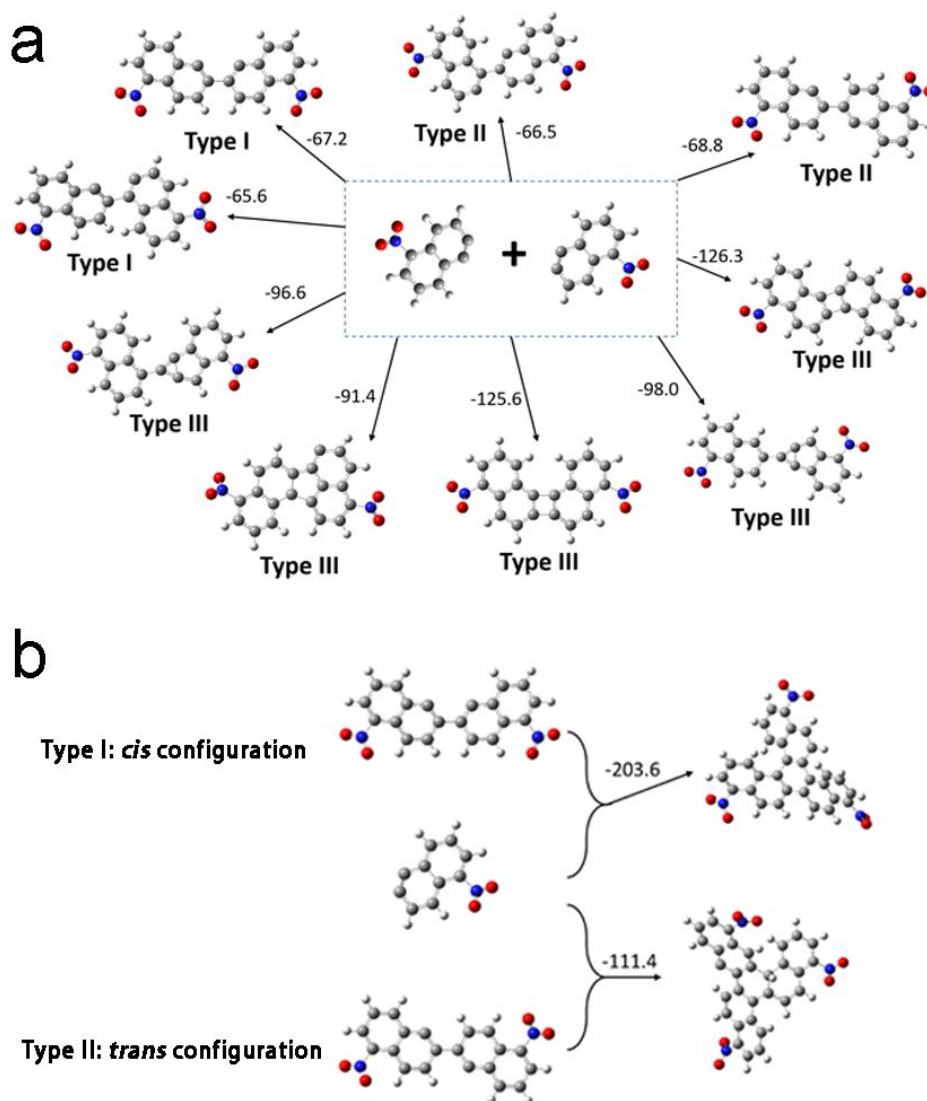 a
Type I
-67.2
Type II
-66.5
Type II
-68.8
Type I
-65.6
+
Type III
-126.3
Type III
-96.6
Type III
-91.4
Type III
-125.6
Type III
-98.0
b
Type I: cis configuration
-203.6
-111.4
Type II: trans configuration